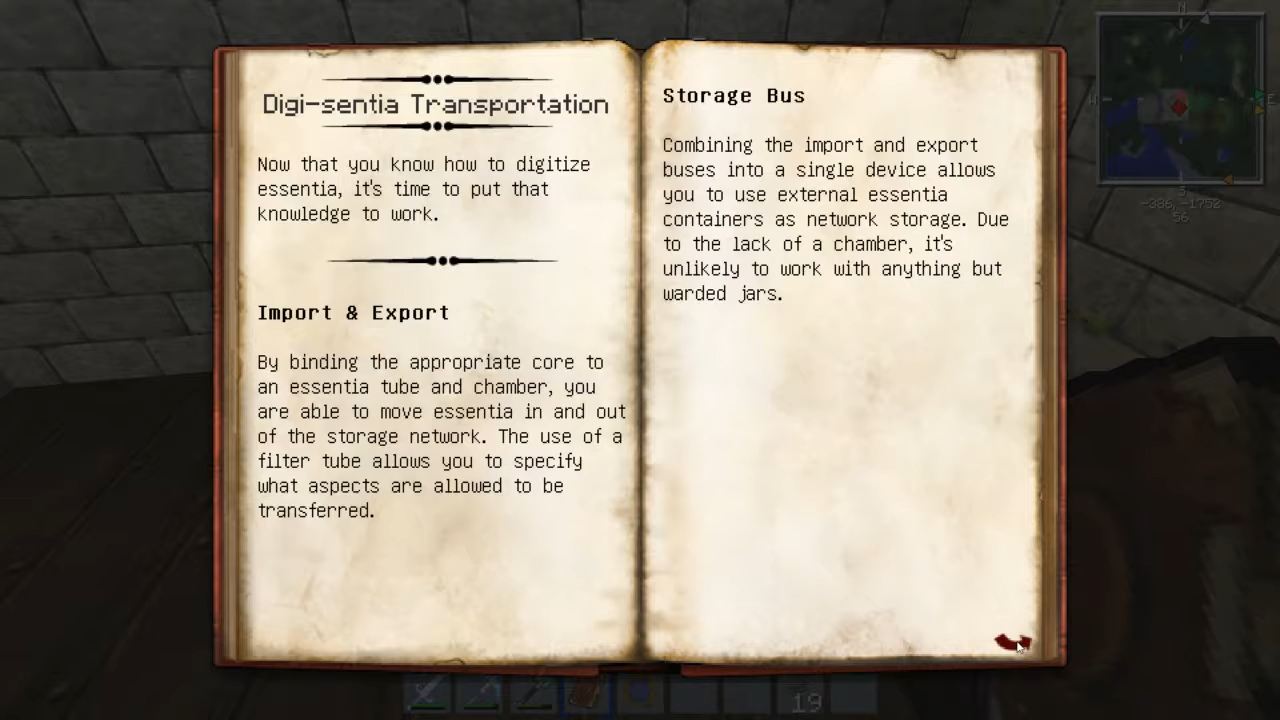 Digi-sentia Transportation
Now that you know how to digitize
essentia, it's time to put that
knowledge to work.
Import & Export
By binding the appropriate core to
an essentia tube and chamber, you
are able to move essentia in and out
of the storage network. The use of a
filter tube allows you to specify
what aspects are allowed to be
transferred.
Storage Bus
Combining the import and export
buses into a single device allows
you to use external essentia
containers as network storage. Due
to the lack of a chamber, it's
unlikely to work with anything but
warded jars.
N
W
E
S
-386, -1752
56
19